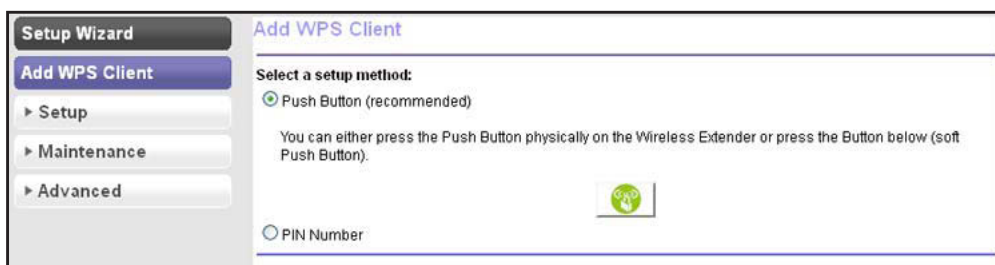 Setup Wizard
Add WPS Client
Setup
Maintenance
Advanced
Add WPS Client
Select a setup method:
Push Button (recommended)
You can either press the Push Button physically on the Wireless Extender or press the Button below (soft
Push Button).
PIN Number